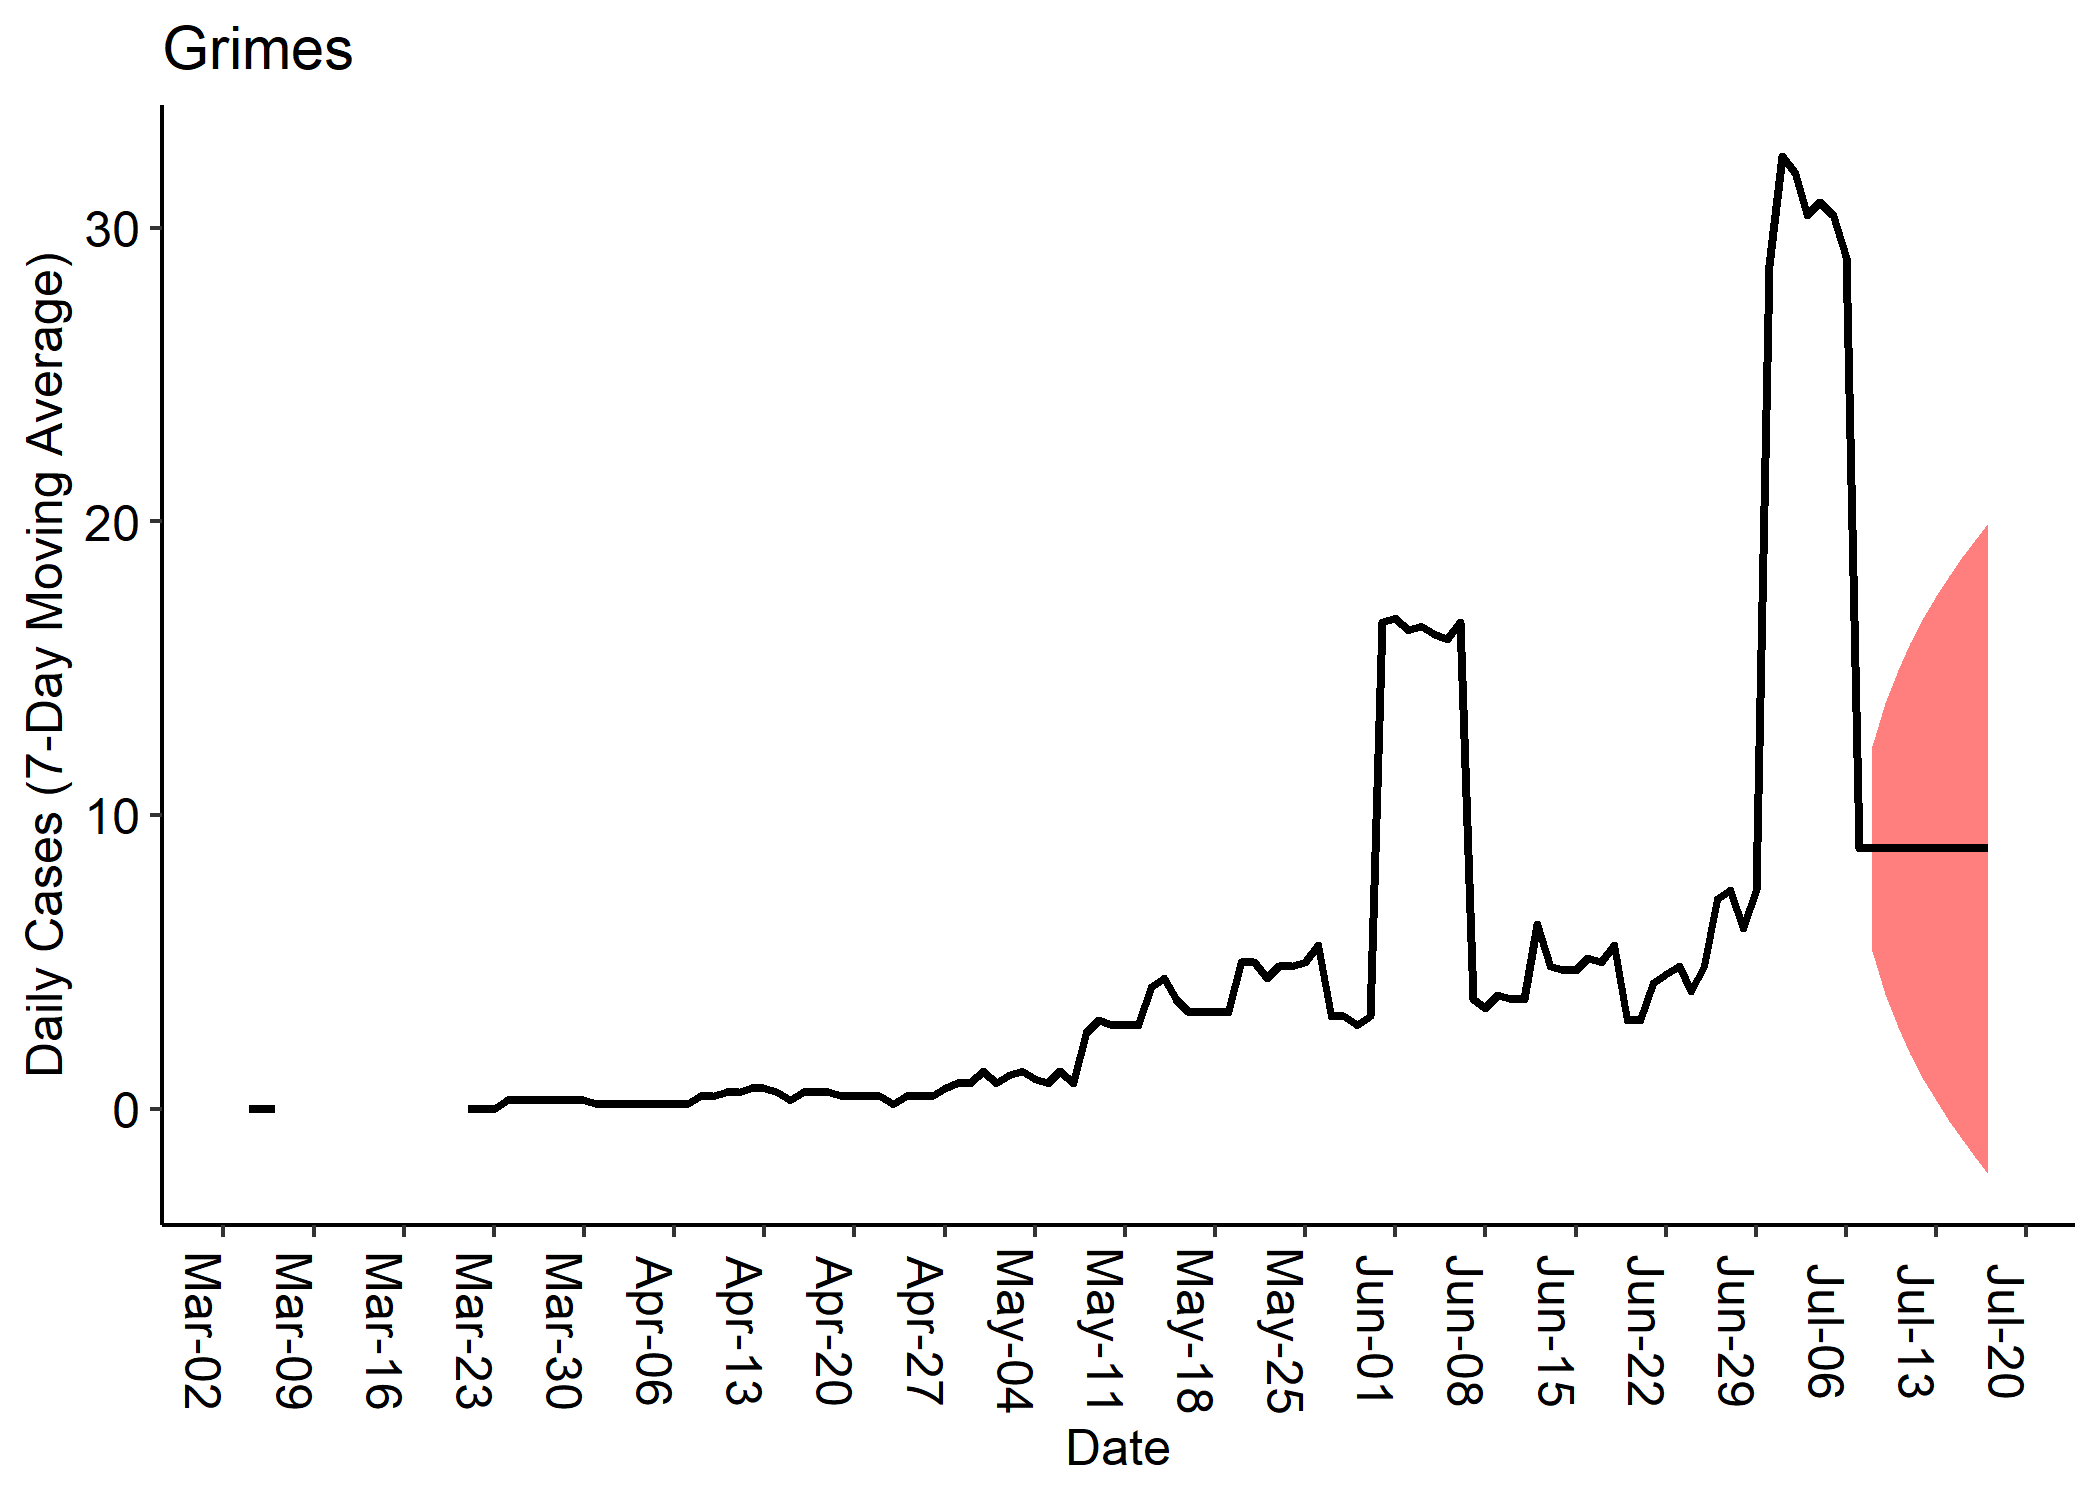 Grimes
Daily Cases (7-Day Moving Average)
30
20
10
0
Mar-02
Mar-09
Mar-16
Mar-23
Mar-30
Apr-06
Apr-13
Apr-20
Apr-27
May-04
May-11
May-18
May-25
Jun-01
Jun-08
Jun-15
Jun-22
Jun-29
Jul-06
Jul-13
Jul-20
Date